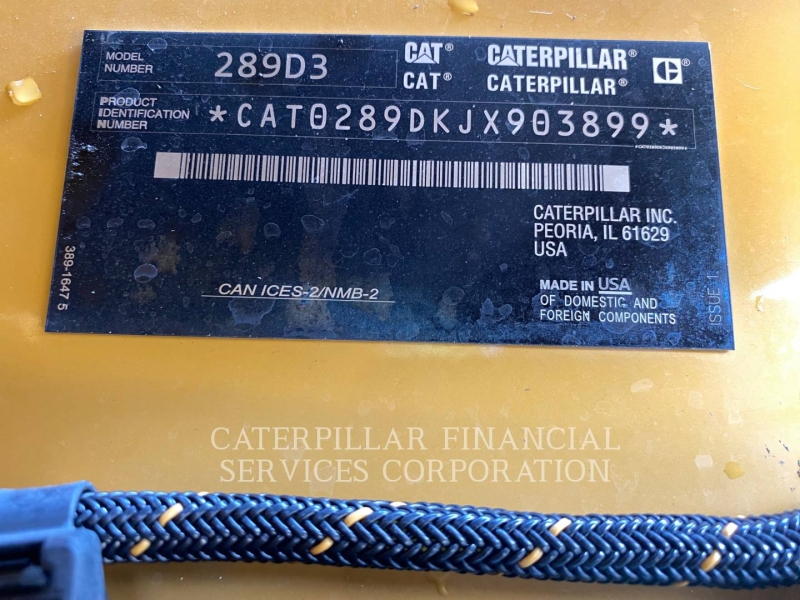 MODEL NUMBER 289D3
CAT® CATERPILLAR® C®
CAT® CATERPILLAR®
PRODUCT IDENTIFICATION NUMBER *CAT0289DKJX903899*
CATERPILLAR INC.
PEORIA, IL 61629
USA
389-1647 5
CAN ICES-2/NMB-2
MADE IN USA
OF DOMESTIC AND
FOREIGN COMPONENTS
ISSUE 1
CATERPILLAR FINANCIAL
SERVICES CORPORATION